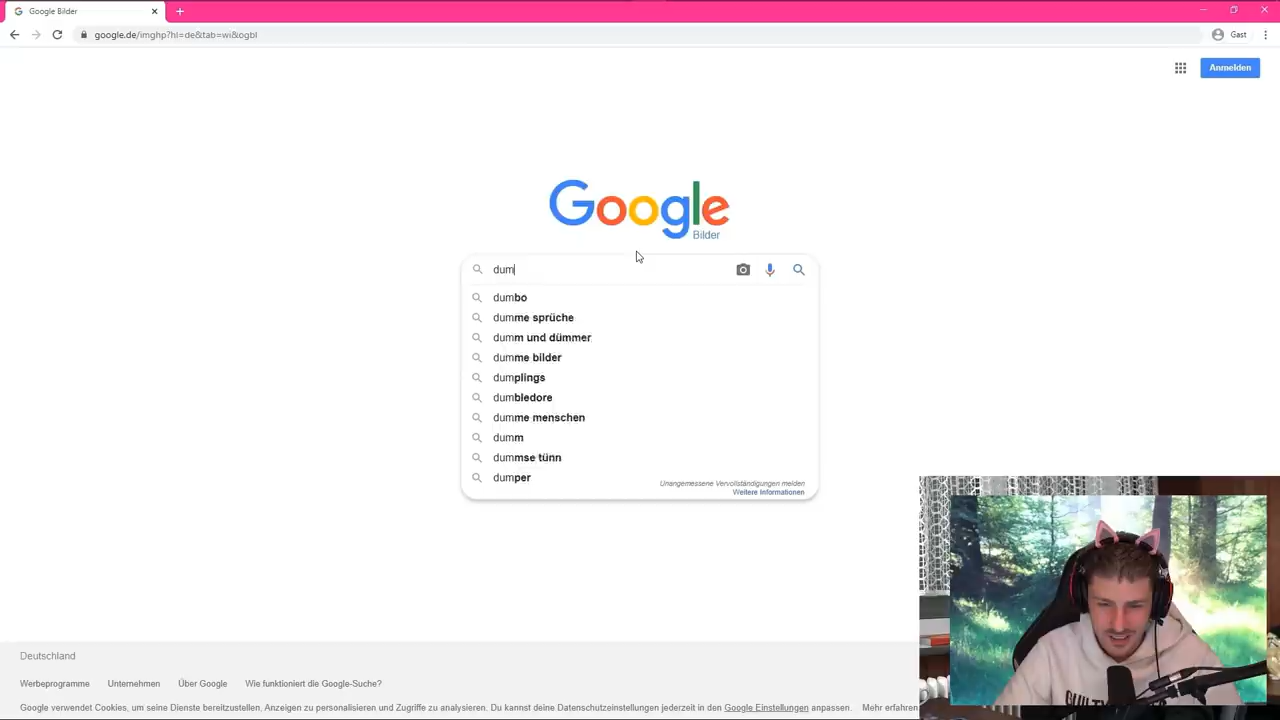 Google Bilder
google.de/imghp?hl=de&tab=wi&ogbl
Gast
Anmelden
Google
Bilder
dum
dumbo
dumme sprüche
dumm und dümmer
dumme bilder
dumplings
dumbledore
dumme menschen
dumm
dummse tünn
dumper
Unangemessene Vervollständigungen melden
Weitere Informationen
Deutschland
Werbeprogramme
Unternehmen
Über Google
Wie funktioniert die Google-Suche?
Google verwendet Cookies, um seine Dienste bereitzustellen, Anzeigen zu personalisieren und Zugriffe zu analysieren. Du kannst deine Datenschutzeinstellungen jederzeit in den Google Einstellungen anpassen. Mehr erfahren